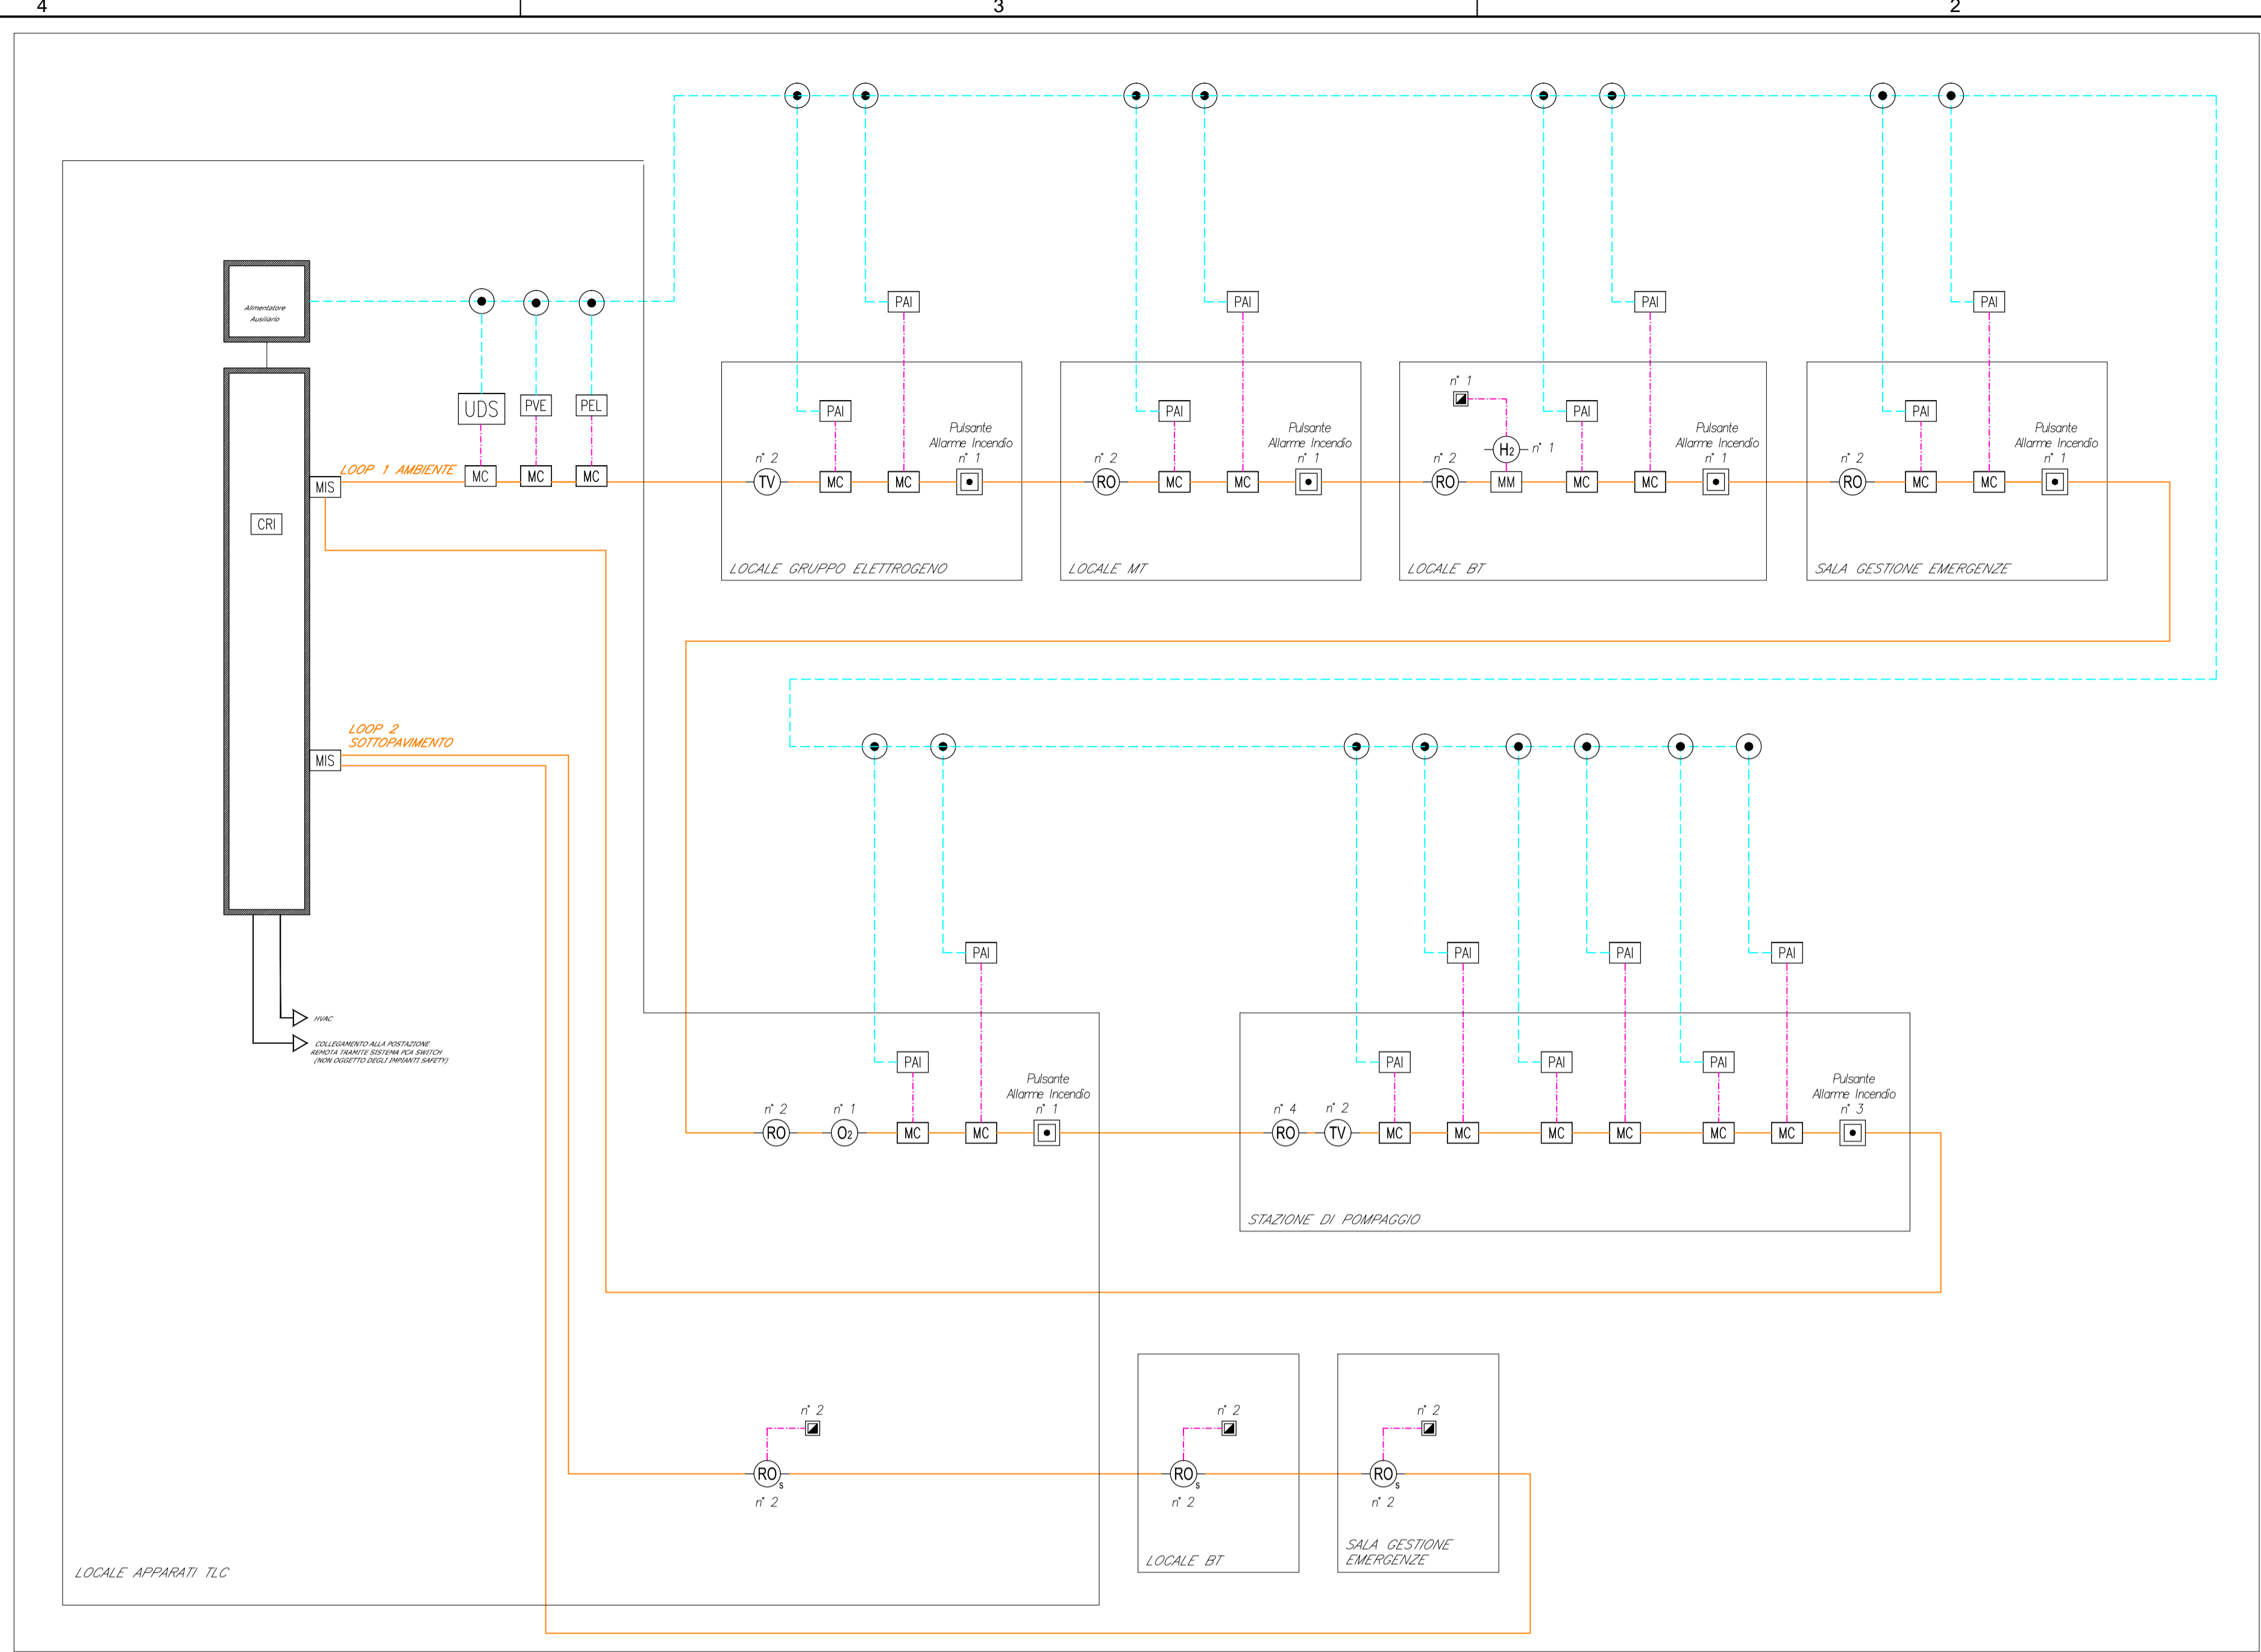 4 3 2
Alimentatore
Ausiliario
PAI PAI PAI PAI
UDS PVE PEL
n° 1
PAI PAI PAI PAI
Pulsante Pulsante Pulsante Pulsante
Allarme Incendio Allarme Incendio Allarme Incendio Allarme Incendio
H2 n° 1
n° 2 n° 1 n° 2 n° 1 n° 2 n° 1 n° 2 n° 1
LOOP 1 AMBIENTE
MIS MC MC MC TV MC MC RO MC MC RO MM MC MC RO MC MC
CRI
LOCALE GRUPPO ELETTROGENO LOCALE MT LOCALE BT SALA GESTIONE EMERGENZE
LOOP 2
SOTTOPAVIMENTO
MIS
PAI PAI PAI PAI
HVAC
COLLEGAMENTO ALLA POSTAZIONE
REMOTA TRAMITE SISTEMA PCA SWITCH
(NON OGGETTO DEGLI IMPIANTI SAFETY)
PAI PAI PAI PAI
Pulsante Pulsante
Allarme Incendio Allarme Incendio
n° 2 n° 1 n° 1 n° 4 n° 2 n° 3
RO O2 MC MC RO TV MC MC MC MC MC MC
STAZIONE DI POMPAGGIO
n° 2 n° 2 n° 2
RO s RO s RO s
n° 2 n° 2 n° 2
SALA GESTIONE
EMERGENZE
LOCALE BT
LOCALE APPARATI TLC